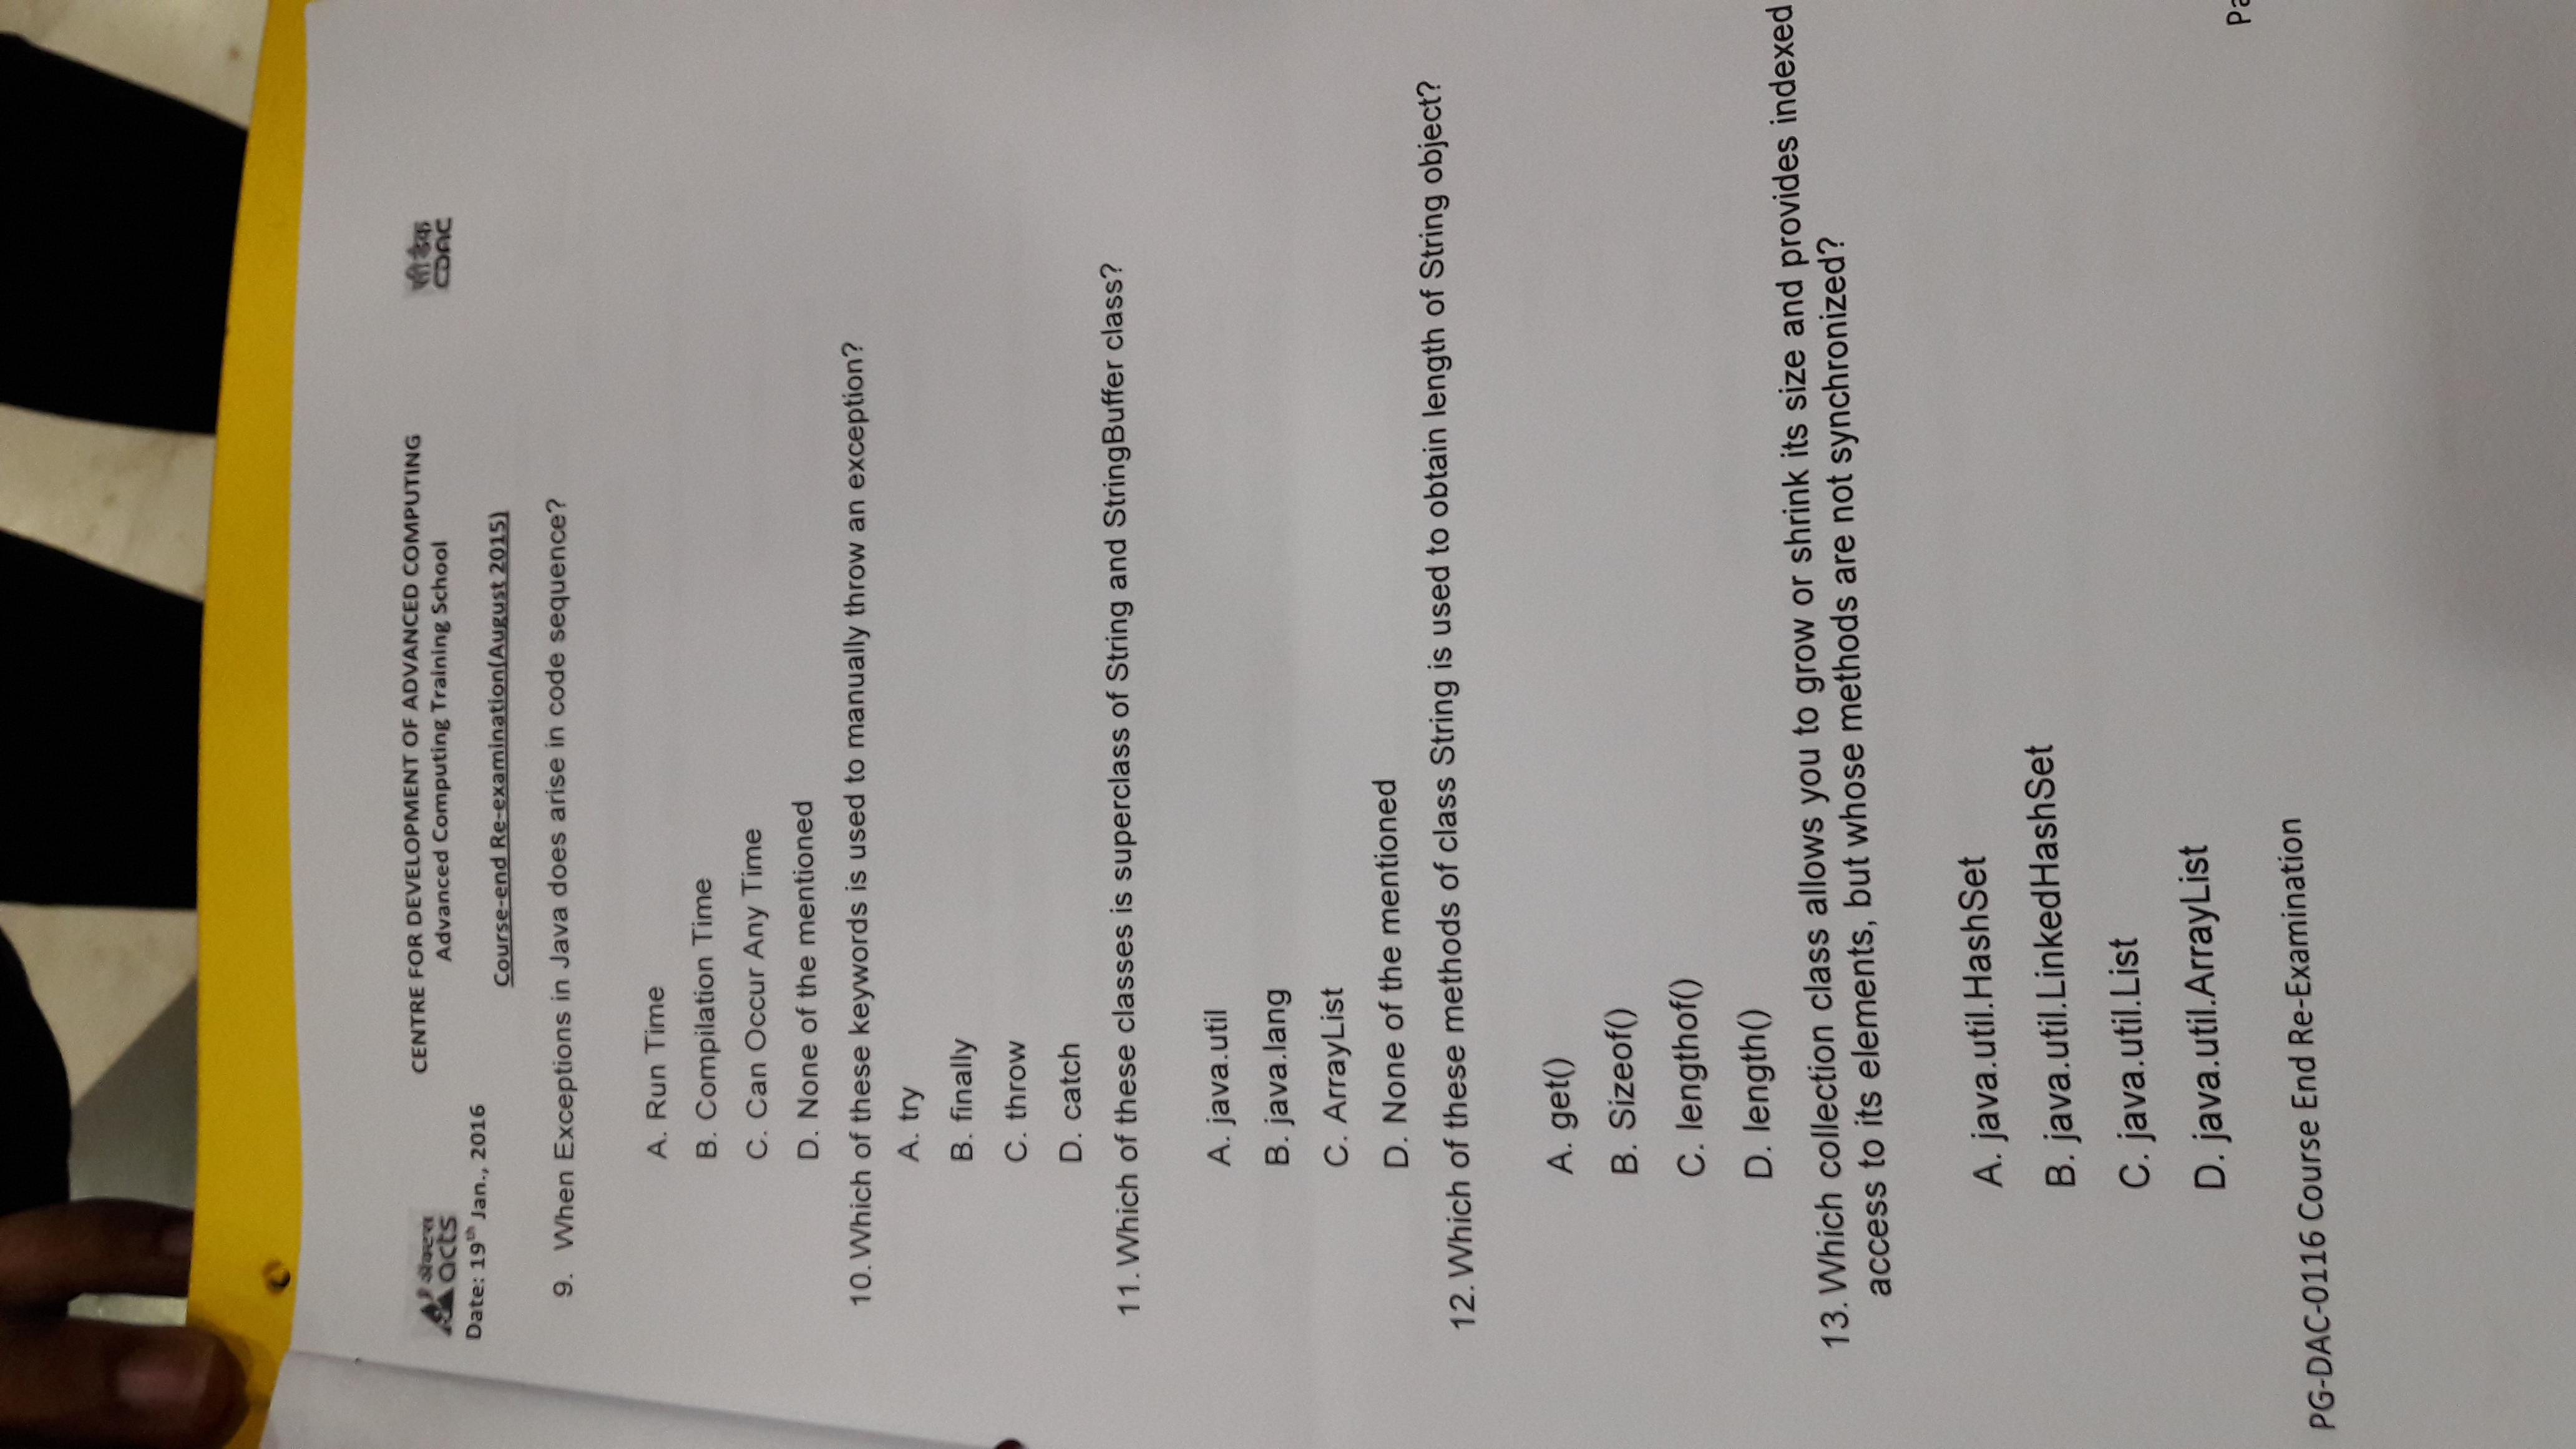 अ‍ॅक्टस
acts
CENTRE FOR DEVELOPMENT OF ADVANCED COMPUTING
Advanced Computing Training School
सी डैक
CDAC
Date: 19th Jan., 2016
Course-end Re-examination(August 2015)
9. When Exceptions in Java does arise in code sequence?
A. Run Time
B. Compilation Time
C. Can Occur Any Time
D. None of the mentioned
10. Which of these keywords is used to manually throw an exception?
A. try
B. finally
C. throw
D. catch
11. Which of these classes is superclass of String and StringBuffer class?
A. java.util
B. java.lang
C. ArrayList
D. None of the mentioned
12. Which of these methods of class String is used to obtain length of String object?
A. get()
B. Sizeof()
C. lengthof()
D. length()
13. Which collection class allows you to grow or shrink its size and provides indexed
access to its elements, but whose methods are not synchronized?
A. java.util.HashSet
B. java.util.LinkedHashSet
C. java.util.List
D. java.util.ArrayList
Pa
PG-DAC-0116 Course End Re-Examination